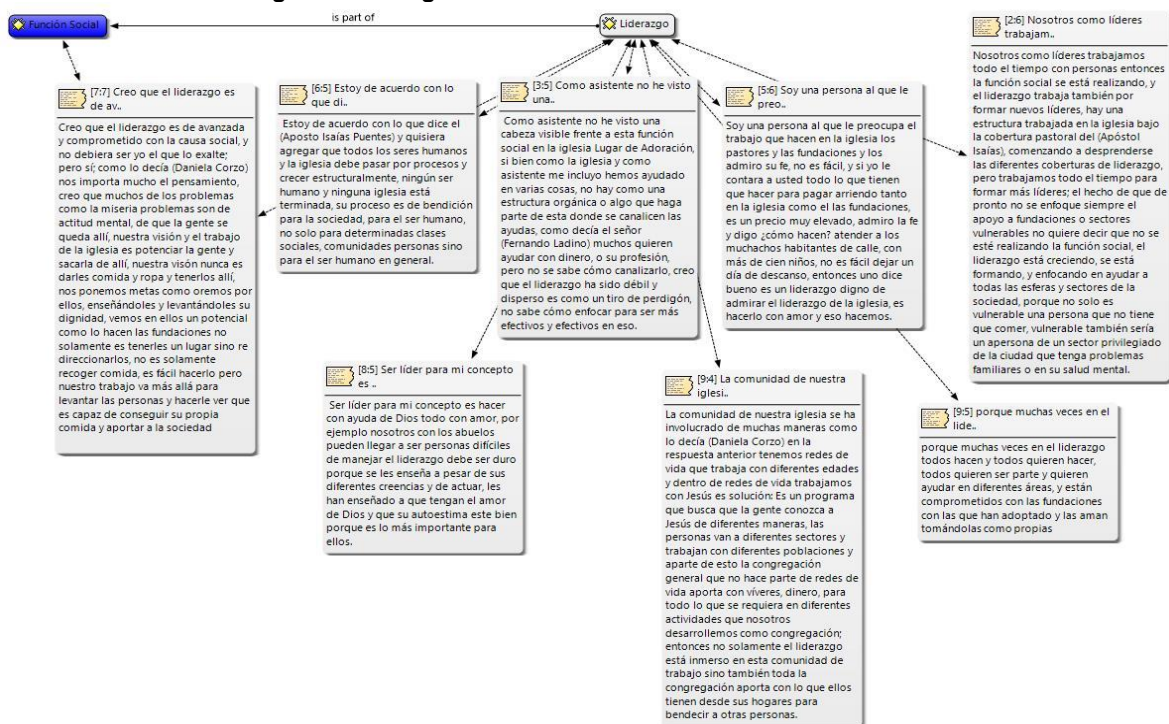 is part of
Función Social
Liderazgo
[7:7] Creo que el liderazgo es
de av..
Creo que el liderazgo es de avanzada
y comprometido con la causa social, y
no debiera ser yo el que lo exalte;
pero sí; como lo decía (Daniela Corzo)
nos importa mucho el pensamiento,
creo que muchos de los problemas
como la miseria problemas son de
actitud mental, de que la gente se
queda allí, nuestra visión y el trabajo
de la iglesia es potenciar la gente y
sacarla de allí, nuestra visón nunca es
darles comida y ropa y tenerlos allí,
nos ponemos metas como oremos por
ellos, enseñándoles y levantándoles su
dignidad, vemos en ellos un potencial
como lo hacen las fundaciones no
solamente es tenerles un lugar sino re
direccionarlos, no es solamente
recoger comida, es fácil hacerlo pero
nuestro trabajo va más allá para
levantar las personas y hacerle ver que
es capaz de conseguir su propia
comida y aportar a la sociedad
[6:5] Estoy de acuerdo con lo
que di..
Estoy de acuerdo con lo que dice el
(Aposto Isaías Puentes) y quisiera
agregar que todos los seres humanos
y la iglesia debe pasar por procesos y
crecer estructuralmente, ningún ser
humano y ninguna iglesia está
terminada, su proceso es de bendición
para la sociedad, para el ser humano,
no solo para determinadas clases
sociales, comunidades personas sino
para el ser humano en general.
[3:5] Como asistente no he visto
una..
Como asistente no he visto una
cabeza visible frente a esta función
social en la iglesia Lugar de Adoración,
si bien como la iglesia y como
asistente me incluyo hemos ayudado
en varias cosas, no hay como una
estructura orgánica o algo que haga
parte de esta donde se canalicen las
ayudas, como decía el señor
(Fernando Ladino) muchos quieren
ayudar con dinero, o su profesión,
pero no se sabe cómo canalizarlo, creo
que el liderazgo ha sido débil y
disperso es como un tiro de perdigón,
no sabe cómo enfocar para ser más
efectivos y efectivos en eso.
[5:6] Soy una persona al que le
preo..
Soy una persona al que le preocupa el
trabajo que hacen en la iglesia los
pastores y las fundaciones y los
admiro su fe, no es fácil, y si yo le
contara a usted todo lo que tienen
que hacer para pagar arriendo tanto
en la iglesia como el las fundaciones,
es un precio muy elevado, admiro la fe
y digo ¿cómo hacen? atender a los
muchachos habitantes de calle, con
más de cien niños, no es fácil dejar un
día de descanso, entonces uno dice
bueno es un liderazgo digno de
admirar el liderazgo de la iglesia, es
hacerlo con amor y eso hacemos.
[2:6] Nosotros como líderes
trabajam..
Nosotros como líderes trabajamos
todo el tiempo con personas entonces
la función social se está realizando, y
el liderazgo trabaja también por
formar nuevos líderes, hay una
estructura trabajada en la iglesia bajo
la cobertura pastoral del (Apóstol
Isaías), comenzando a desprenderse
las diferentes coberturas de liderazgo,
pero trabajamos todo el tiempo para
formar más líderes; el hecho de que de
pronto no se enfoque siempre el
apoyo a fundaciones o sectores
vulnerables no quiere decir que no se
esté realizando la función social, el
liderazgo está creciendo, se está
formando, y enfocando en ayudar a
todas las esferas y sectores de la
sociedad, porque no solo es
vulnerable una persona que no tiene
que comer, vulnerable también sería
un apersona de un sector privilegiado
de la ciudad que tenga problemas
familiares o en su salud mental.
[8:5] Ser líder para mi concepto
es ..
Ser líder para mi concepto es hacer
con ayuda de Dios todo con amor, por
ejemplo nosotros con los abuelos
pueden llegar a ser personas difíciles
de manejar el liderazgo debe ser duro
porque se les enseña a pesar de sus
diferentes creencias y de actuar, les
han enseñado a que tengan el amor
de Dios y que su autoestima este bien
porque es lo más importante para
ellos.
[9:4] La comunidad de nuestra
iglesi..
La comunidad de nuestra iglesia se ha
involucrado de muchas maneras como
lo decía (Daniela Corzo) en la
respuesta anterior tenemos redes de
vida que trabaja con diferentes edades
y dentro de redes de vida trabajamos
con Jesús es solución: Es un programa
que busca que la gente conozca a
Jesús de diferentes maneras, las
personas van a diferentes sectores y
trabajan con diferentes poblaciones y
aparte de esto la congregación
general que no hace parte de redes de
vida aporta con víveres, dinero, para
todo lo que se requiera en diferentes
actividades que nosotros
desarrollemos como congregación;
entonces no solamente el liderazgo
está inmerso en esta comunidad de
trabajo sino también toda la
congregación aporta con lo que ellos
tienen desde sus hogares para
bendecir a otras personas.
[9:5] porque muchas veces en el
lide..
porque muchas veces en el liderazgo
todos hacen y todos quieren hacer,
todos quieren ser parte y quieren
ayudar en diferentes áreas, y están
comprometidos con las fundaciones
con las que han adoptado y las aman
tomándolas como propias